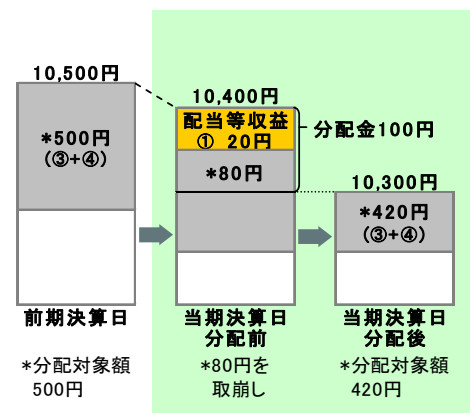 10,500円
10,400円
配当等収益
① 20円
分配金100円
*500円
(③+④)
*80円
10,300円
*420円
(③+④)
前期決算日
当期決算日
分配前
当期決算日
分配後
*分配対象額
500円
*80円を
取崩し
*分配対象額
420円